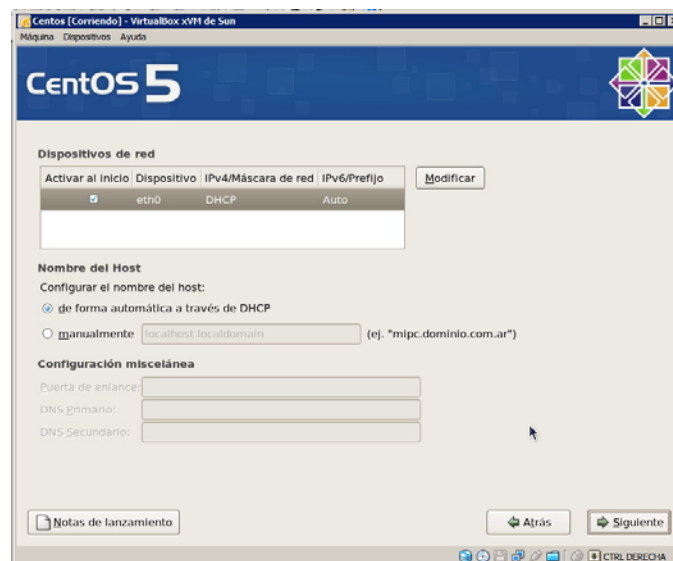 Centos [Corriendo] - VirtualBox xVM de Sun
Máquina Dispositivos Ayuda
CentOS 5
Dispositivos de red
Activar al inicio Dispositivo IPv4/Máscara de red IPv6/Prefijo
Modificar
eth0 DHCP Auto
Nombre del Host
Configurar el nombre del host:
de forma automática a través de DHCP
manualmente localhost.localdomain (ej. "mipc.dominio.com.ar")
Configuración miscelánea
Puerta de enlance:
DNS Primario:
DNS Secundario:
Notas de lanzamiento
Atrás
Siguiente
CTRL DERECHA